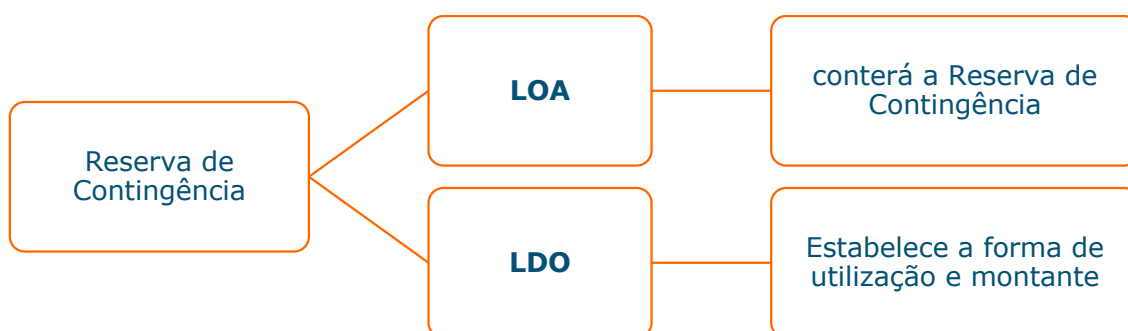 Reserva de
Contingência
LOA
conterá a Reserva de
Contingência
LDO
Estabelece a forma de
utilização e montante